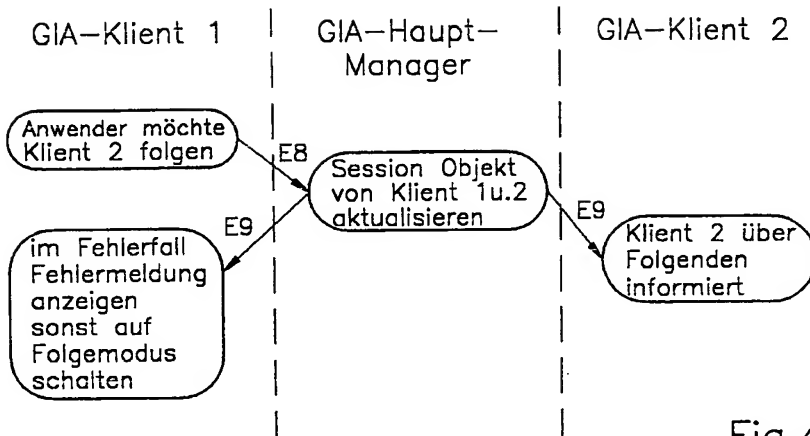 GIA-Klient 1
GIA-Haupt-
Manager
GIA-Klient 2
Anwender möchte
Klient 2 folgen
E8
Session Objekt
von Klient 1u.2
aktualisieren
E9
E9
im Fehlerfall
Fehlermeldung
anzeigen
sonst auf
Folgemodus
schalten
Klient 2 über
Folgenden
informiert
Fig